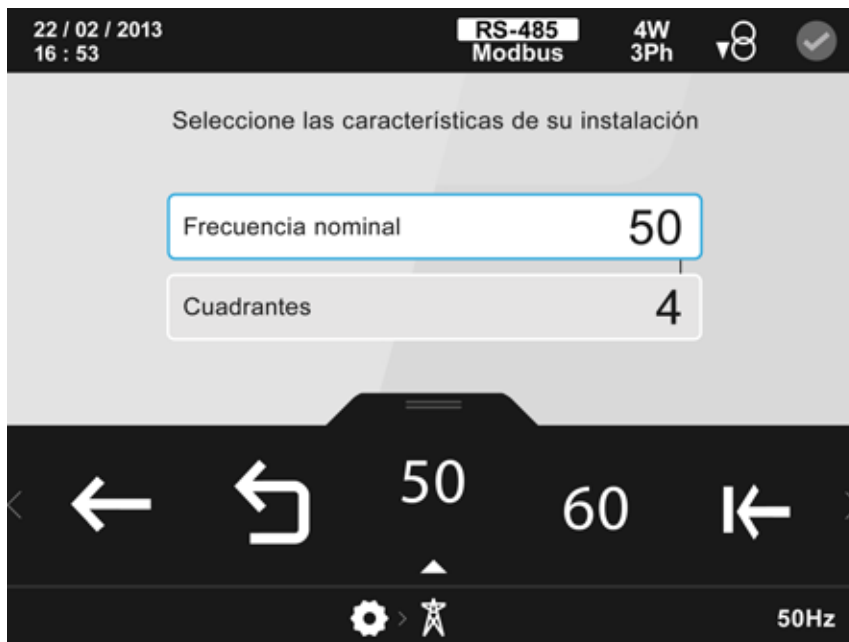 22 / 02 / 2013
16 : 53
RS-485
Modbus
4W
3Ph
Seleccione las características de su instalación
Frecuencia nominal 50
Cuadrantes 4
50
60
50Hz